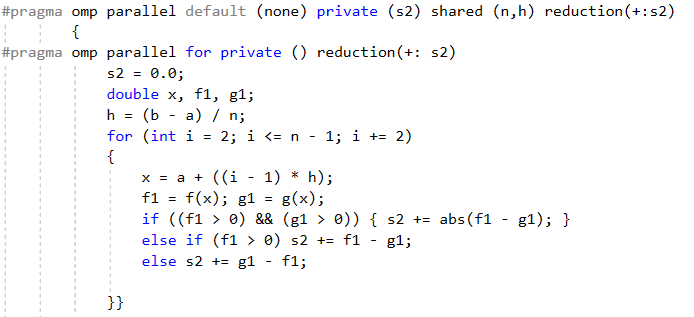 #pragma omp parallel default (none) private (s2) shared (n,h) reduction(+:s2)
{
#pragma omp parallel for private () reduction(+: s2)
s2 = 0.0;
double x, f1, g1;
h = (b - a) / n;
for (int i = 2; i <= n - 1; i += 2)
{
x = a + ((i - 1) * h);
f1 = f(x); g1 = g(x);
if ((f1 > 0) && (g1 > 0)) { s2 += abs(f1 - g1); }
else if (f1 > 0) s2 += f1 - g1;
else s2 += g1 - f1;
}}